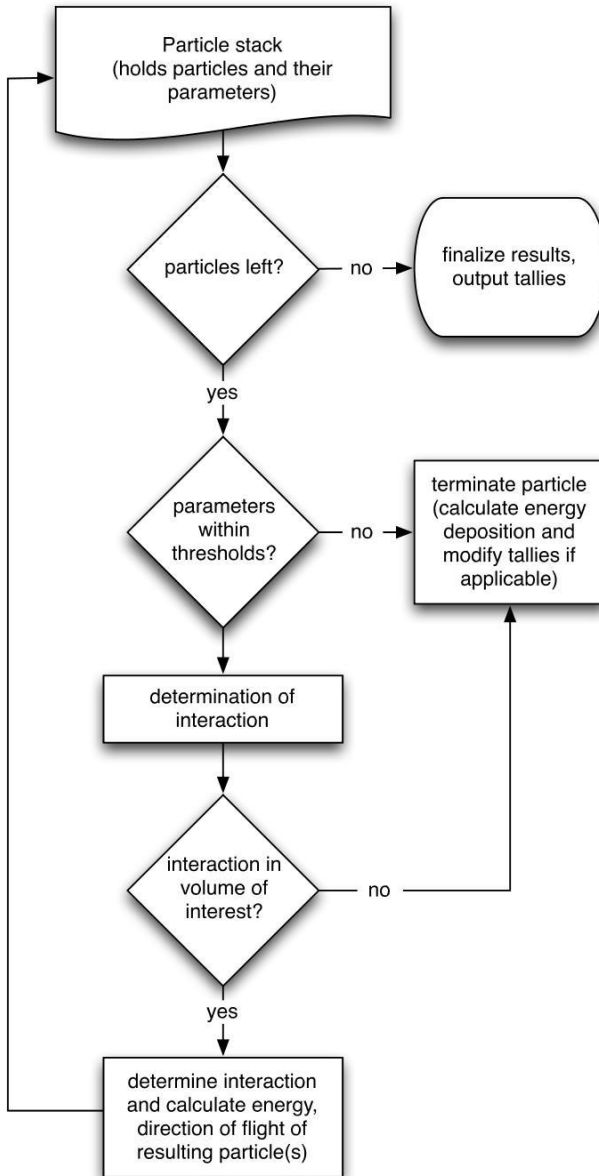 Particle stack
(holds particles and their
parameters)
particles left?
no
finalize results,
output tallies
yes
parameters
within
thresholds?
no
terminate particle
(calculate energy
deposition and
modify tallies if
applicable)
determination of
interaction
interaction in
volume of
interest?
no
yes
determine interaction
and calculate energy,
direction of flight of
resulting particle(s)